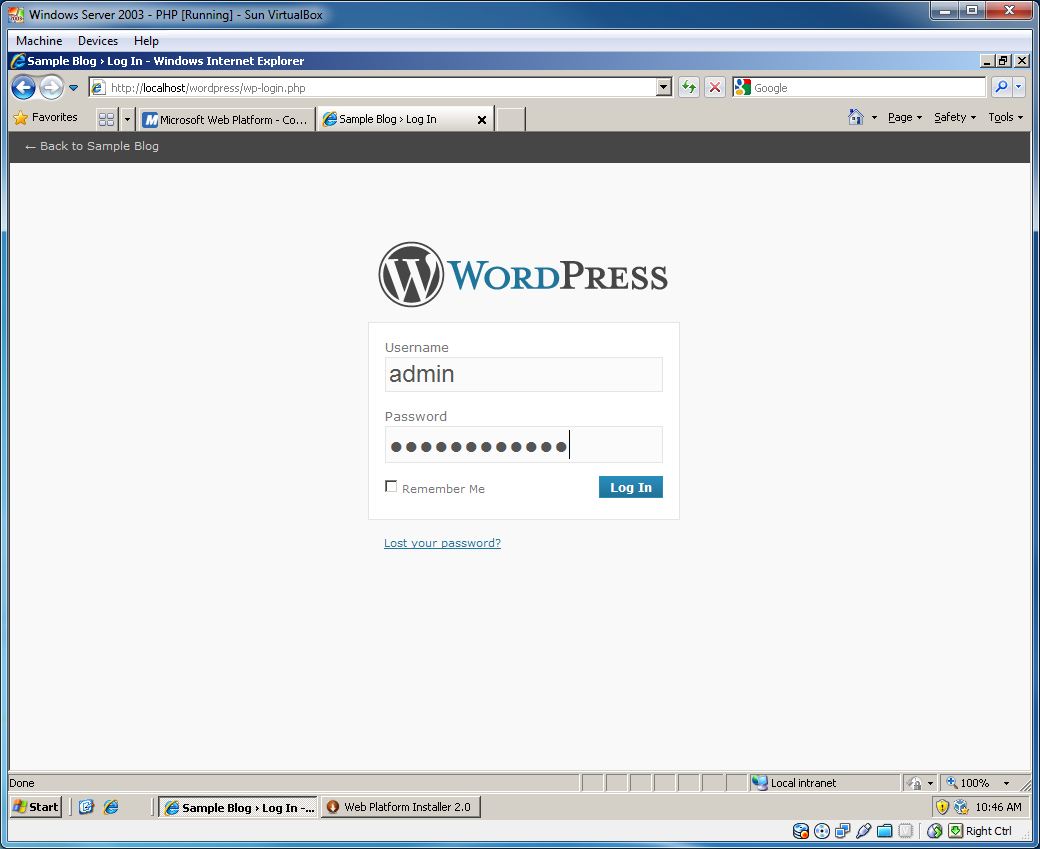 Windows Server 2003 - PHP [Running] - Sun VirtualBox
Machine Devices Help
Sample Blog › Log In - Windows Internet Explorer
http://localhost/wordpress/wp-login.php Google
Favorites Microsoft Web Platform - Co... Sample Blog › Log In Page Safety Tools
← Back to Sample Blog
WORDPRESS
Username
admin
Password
●●●●●●●●●●●●
Remember Me Log In
Lost your password?
Done Local intranet 100%
Start Sample Blog › Log In -... Web Platform Installer 2.0 10:46 AM
Right Ctrl